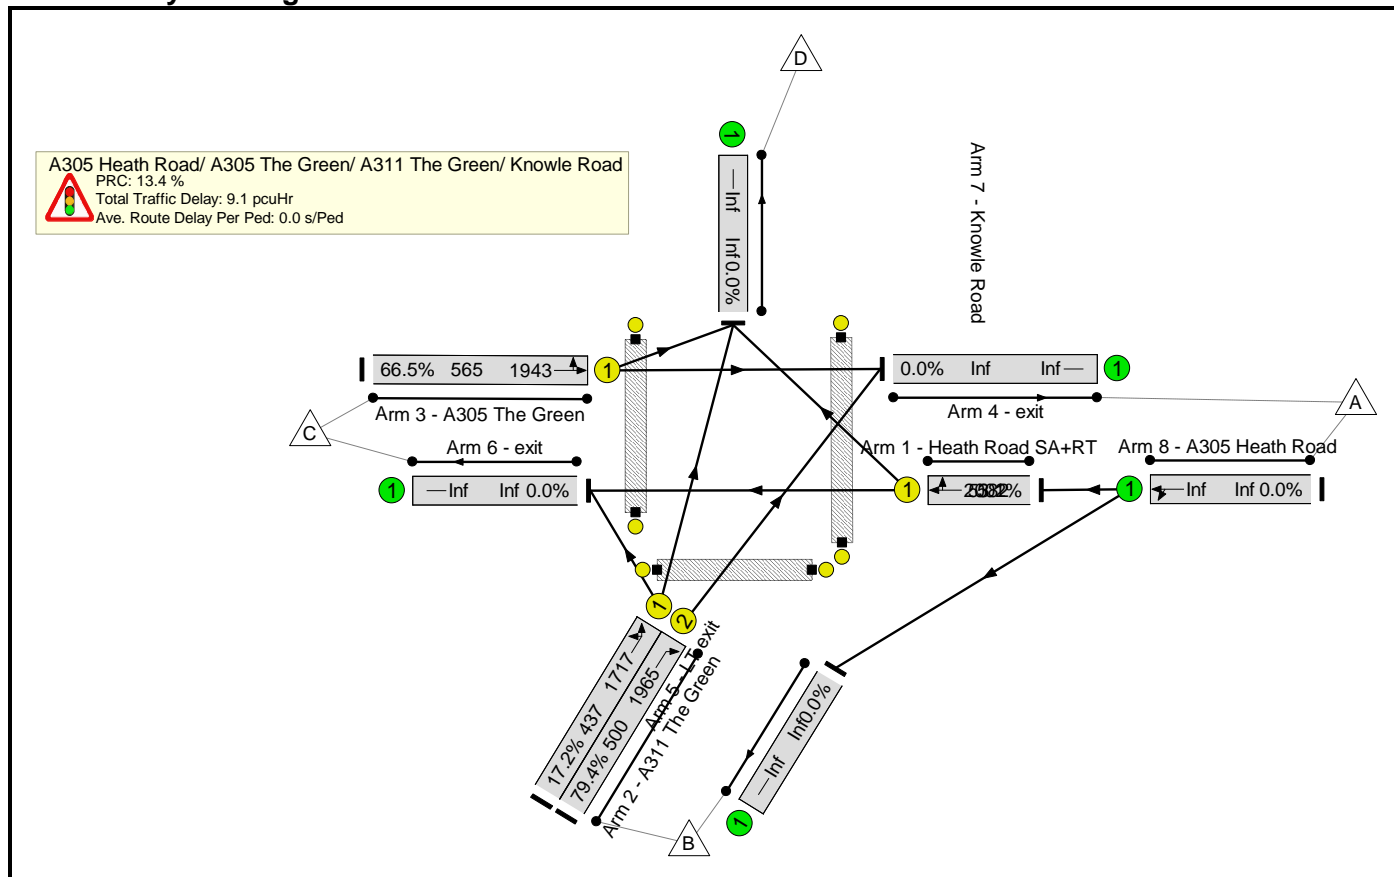 D
1
A305 Heath Road/ A305 The Green/ A311 The Green/ Knowle Road
PRC: 13.4 %
Total Traffic Delay: 9.1 pcuHr
Ave. Route Delay Per Ped: 0.0 s/Ped
Inf Inf 0.0%
Arm 7 - Knowle Road
66.5% 565 1943
1
Arm 3 - A305 The Green
0.0% Inf Inf
1
Arm 4 - exit
A
C
Arm 6 - exit
1
Inf Inf 0.0%
Arm 1 - Heath Road SA+RT
1
Arm 8 - A305 Heath Road
1
Inf Inf 0.0%
1
2
17.2% 437 1717
79.4% 500 1965
Arm 5 - LT exit
Arm 2 - A311 The Green
Inf Inf 0.0%
1
B